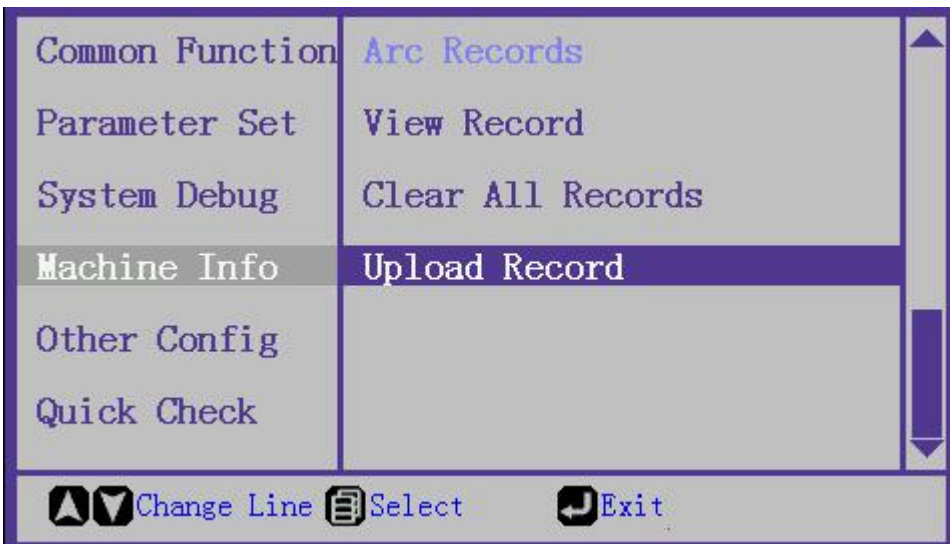 Common Function
Parameter Set
System Debug
Machine Info
Other Config
Quick Check
Arc Records
View Record
Clear All Records
Upload Record
Change Line Select Exit